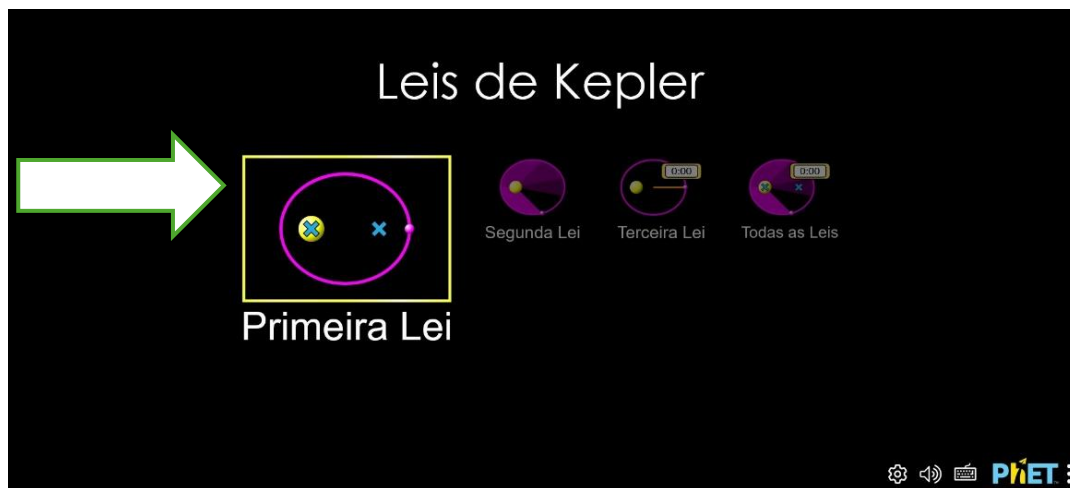 Leis de Kepler
0:00
0:00
Segunda Lei
Terceira Lei
Todas as Leis
Primeira Lei
PhET